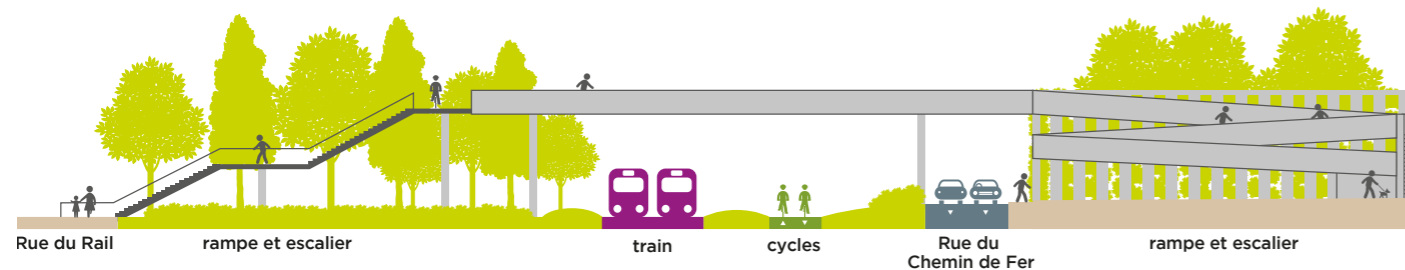 Rue du Rail
rampe et escalier
train
cycles
Rue du
Chemin de Fer
rampe et escalier